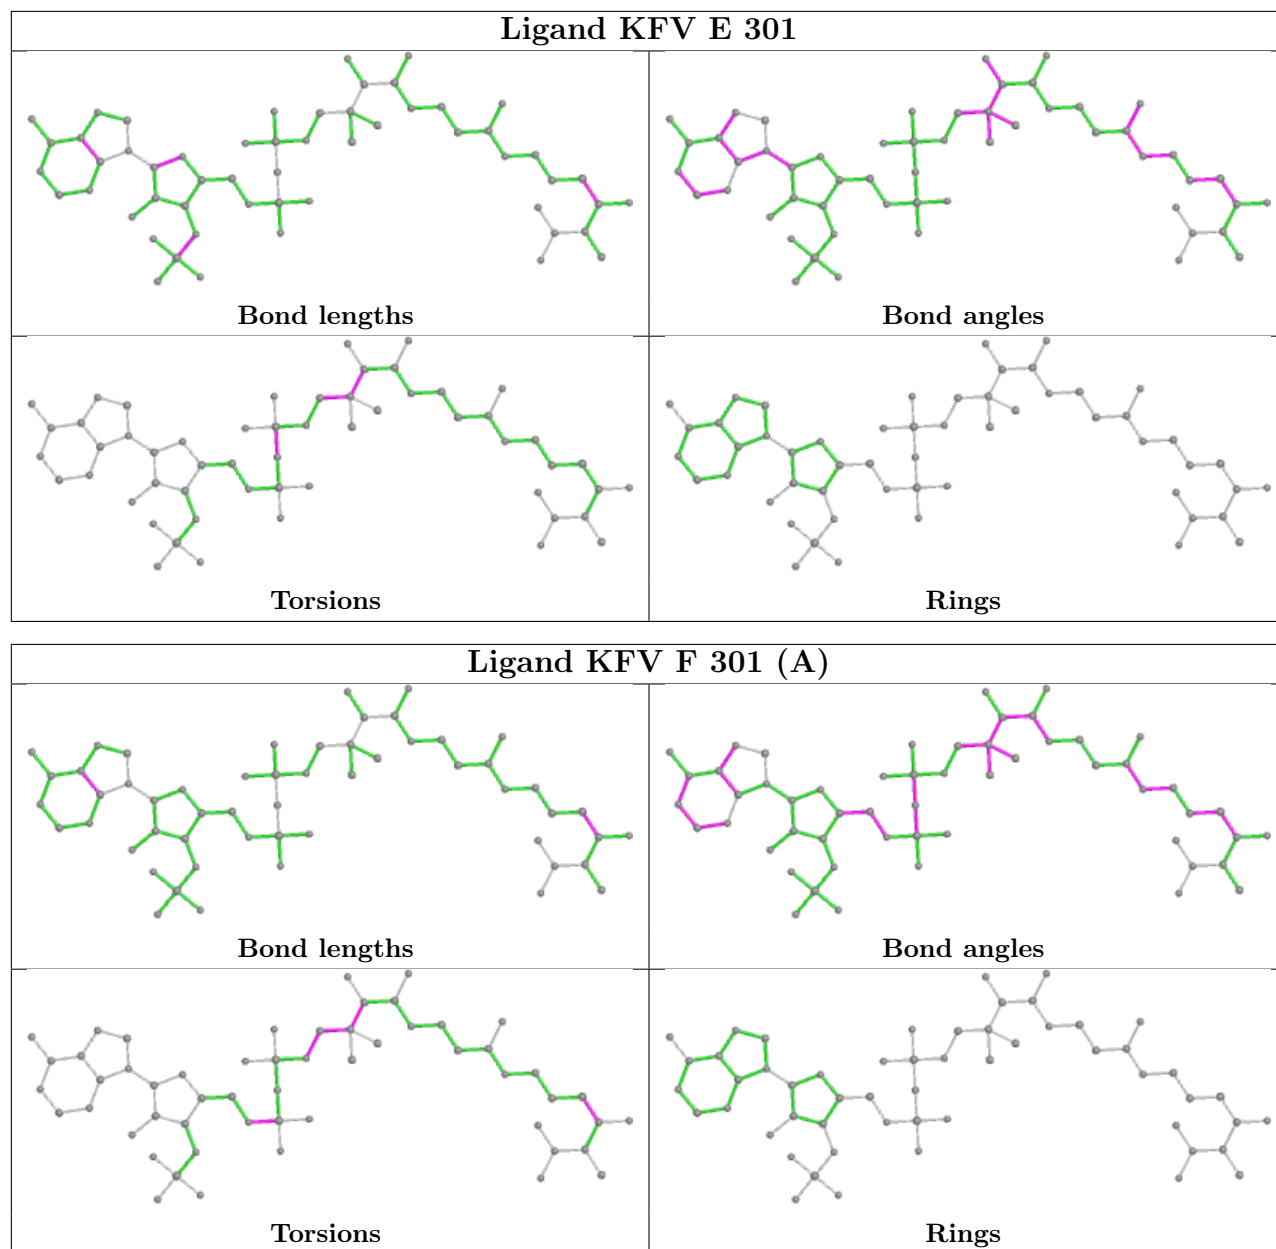 Ligand KFV E 301
Bond lengths
Bond angles
Torsions
Rings
Ligand KFV F 301 (A)
Bond lengths
Bond angles
Torsions
Rings